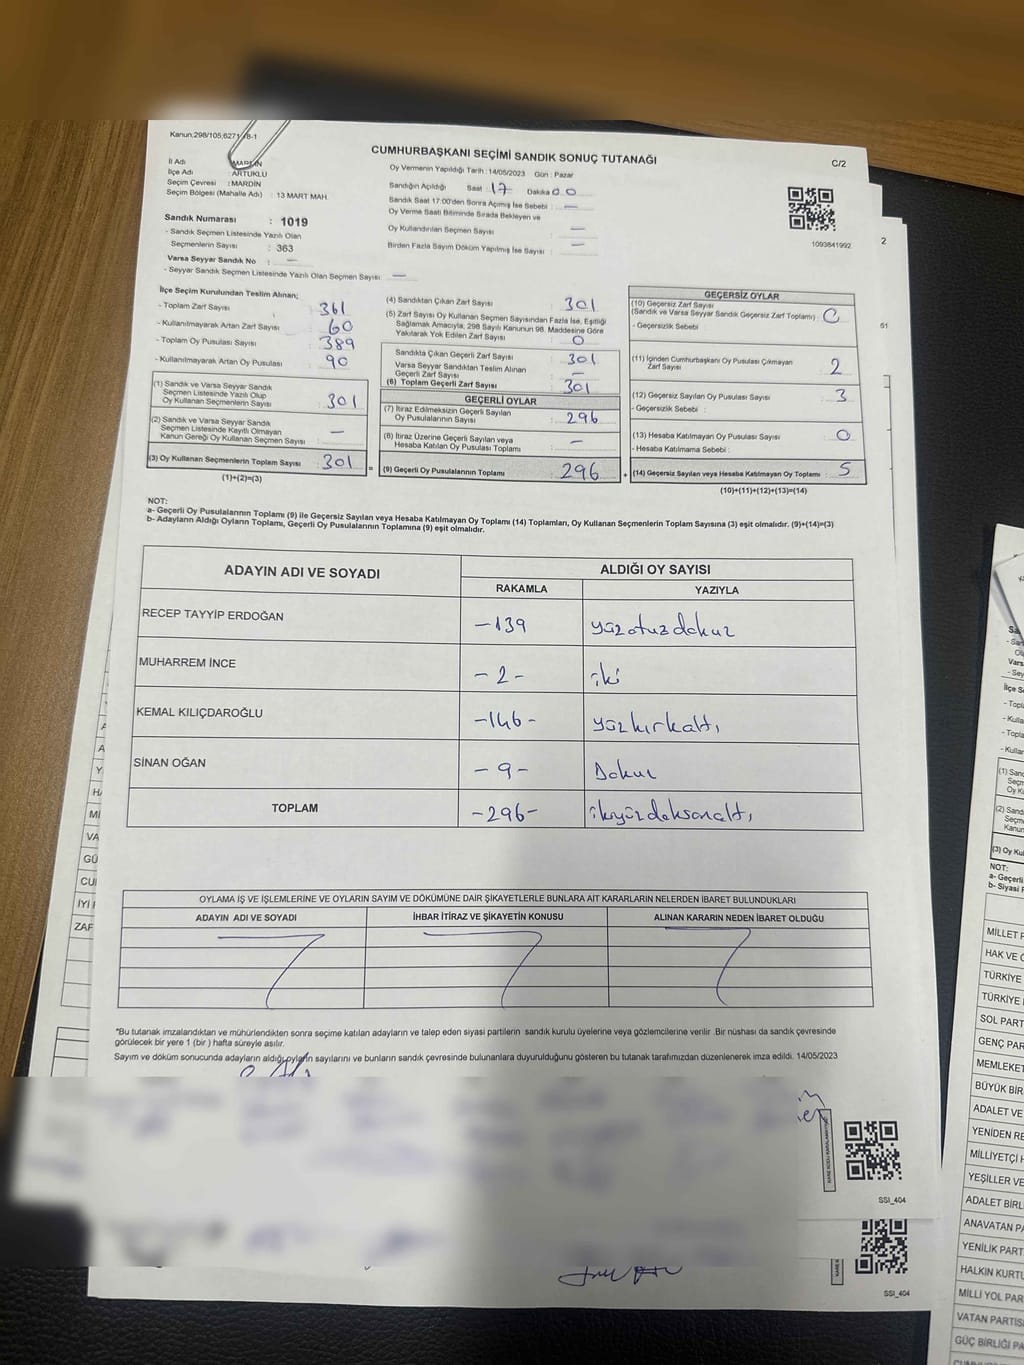 Kanun,298/105;6271
8-1
CUMHURBAŞKANI SEÇİMİ SANDIK SONUÇ TUTANAĞI
C/2
İl Adı : MARDİN
İlçe Adı : ARTUKLU
Seçim Çevresi : MARDİN
Seçim Bölgesi (Mahalle Adı) : 13 MART MAH.
Oy Vermenin Yapıldığı Tarih : 14/05/2023 Gün : Pazar
Sandığın Açıldığı Saat : 17 Dakika 00
Sandık Saat 17:00'den Sonra Açımış İse Sebebi : —
Oy Verme Saati Bitiminde Sırada Bekleyen ve
Oy Kullandırılan Seçmen Sayısı : —
Birden Fazla Sayım Döküm Yapılmış İse Sayısı : —
1093841992
Sandık Numarası : 1019
- Sandık Seçmen Listesinde Yazılı Olan
Seçmenlerin Sayısı : 363
Varsa Seyyar Sandık No : —
- Seyyar Sandık Seçmen Listesinde Yazılı Olan Seçmen Sayısı: —
İlçe Seçim Kurulundan Teslim Alınan;
- Toplam Zarf Sayısı : 361
- Kullanılmayarak Artan Zarf Sayısı : 60
- Toplam Oy Pusulası Sayısı : 389
- Kullanılmayarak Artan Oy Pusulası : 90
(1) Sandık ve Varsa Seyyar Sandık
Seçmen Listesinde Yazılı Olup
Oy Kullanan Seçmenlerin Sayısı : 301
(2) Sandık ve Varsa Seyyar Sandık
Seçmen Listesinde Kayıtlı Olmayan
Kanun Gereği Oy Kullanan Seçmen Sayısı : —
(3) Oy Kullanan Seçmenlerin Toplam Sayısı : 301
(1)+(2)=(3)
(4) Sandıktan Çıkan Zarf Sayısı : 301
(5) Zarf Sayısı Oy Kullanan Seçmen Sayısından Fazla İse, Eşitliği
Sağlamak Amacıyla; 298 Sayılı Kanunun 98. Maddesine Göre
Yakılarak Yok Edilen Zarf Sayısı : 0
Sandıkta Çıkan Geçerli Zarf Sayısı : 301
Varsa Seyyar Sandıktan Teslim Alınan
Geçerli Zarf Sayısı : —
(6) Toplam Geçerli Zarf Sayısı : 301
GEÇERLİ OYLAR
(7) İtiraz Edilmeksizin Geçerli Sayılan
Oy Pusulalarının Sayısı : 296
(8) İtiraz Üzerine Geçerli Sayılan veya
Hesaba Katılan Oy Pusulası Toplamı : —
(9) Geçerli Oy Pusulalarının Toplamı : 296
GEÇERSİZ OYLAR
(10) Geçersiz Zarf Sayısı
(Sandık ve Varsa Seyyar Sandık Geçersiz Zarf Toplamı) :
- Geçersizlik Sebebi :
(11) İçinden Cumhurbaşkanı Oy Pusulası Çıkmayan
Zarf Sayısı : 2
(12) Geçersiz Sayılan Oy Pusulası Sayısı : 3
- Geçersizlik Sebebi :
(13) Hesaba Katılmayan Oy Pusulası Sayısı : 0
- Hesaba Katılmama Sebebi :
(14) Geçersiz Sayılan veya Hesaba Katılmayan Oy Toplamı : 5
(10)+(11)+(12)+(13)=(14)
NOT:
a- Geçerli Oy Pusulalarının Toplamı (9) ile Geçersiz Sayılan veya Hesaba Katılmayan Oy Toplamı (14) Toplamları, Oy Kullanan Seçmenlerin Toplam Sayısına (3) eşit olmalıdır. (9)+(14)=(3)
b- Adayların Aldığı Oyların Toplamı, Geçerli Oy Pusulalarının Toplamına (9) eşit olmalıdır.
ADAYIN ADI VE SOYADI ALDIĞI OY SAYISI
RAKAMLA YAZIYLA
RECEP TAYYİP ERDOĞAN -139 yüzotuzdokuz
MUHARREM İNCE -2- iki
KEMAL KILIÇDAROĞLU -146- yüzkırkaltı
SİNAN OĞAN -9- Dokuz
TOPLAM -296- ikiyüzdoksanaltı
OYLAMA İŞ VE İŞLEMLERİNE VE OYLARIN SAYIM VE DÖKÜMÜNE DAİR ŞİKAYETLERLE BUNLARA AİT KARARLARIN NELERDEN İBARET BULUNDUKLARI
ADAYIN ADI VE SOYADI İHBAR İTİRAZ VE ŞİKAYETİN KONUSU ALINAN KARARIN NEDEN İBARET OLDUĞU
*Bu tutanak imzalandıktan ve mühürlendikten sonra seçime katılan adayların ve talep eden siyasi partilerin sandık kurulu üyelerine veya gözlemcilerine verilir. Bir nüshası da sandık çevresinde
görülecek bir yere 1 (bir ) hafta süreyle asılır.
Sayım ve döküm sonucunda adayların aldığı oyların sayılarını ve bunların sandık çevresinde bulunanlara duyurulduğunu gösteren bu tutanak tarafımızdan düzenlenerek imza edildi. 14/05/2023
SSI_404
SSI_404
2
61
A
A
Y
HA
Mİ
VA
GÜ
CU
İYİ
ZAF
NOT:
a- Geçerli
b- Siyasi
MİLLET
HAK VE
TÜRKİYE
TÜRKİYE
SOL PART
GENÇ PAR
MEMLEKET
BÜYÜK BİR
ADALET VE
YENİDEN RE
MİLLİYETÇİ H
YEŞİLLER VE
ADALET BİRL
ANAVATAN PA
YENİLİK PART
HALKIN KURTU
MİLLİ YOL PAR
VATAN PARTİS
GÜÇ BİRLİĞİ PA